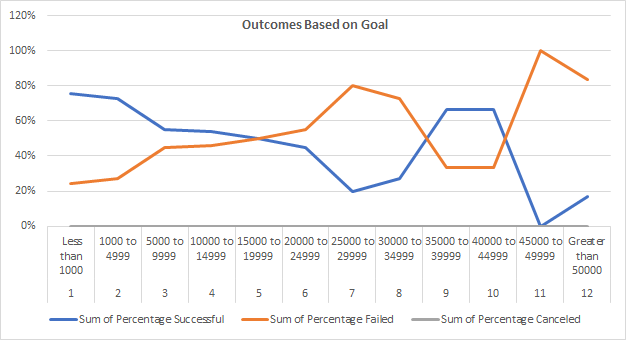 Outcomes Based on Goal
120%
100%
80%
60%
40%
20%
0%
Less than 1000
1000 to 4999
5000 to 9999
10000 to 14999
15000 to 19999
20000 to 24999
25000 to 29999
30000 to 34999
35000 to 39999
40000 to 44999
45000 to 49999
Greater than 50000
1 2 3 4 5 6 7 8 9 10 11 12
Sum of Percentage Successful
Sum of Percentage Failed
Sum of Percentage Canceled